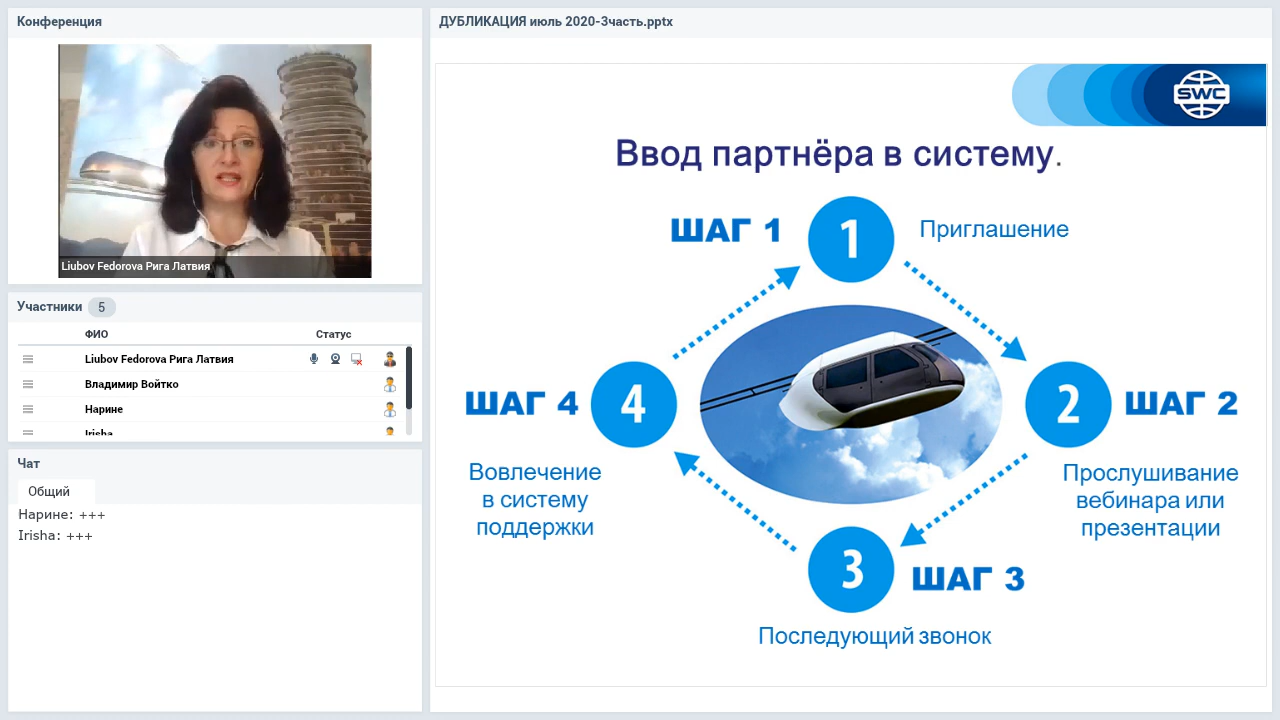 Конференция
Liubov Fedorova Рига Латвия
Участники 5
ФИО Статус
Liubov Fedorova Рига Латвия
Владимир Войтко
Нарине
Irisha
Чат
Общий
Нарине: +++
Irisha: +++
ДУБЛИКАЦИЯ июль 2020-3часть.pptx
SWC
Ввод партнёра в систему.
ШАГ 1
1
Приглашение
ШАГ 4
4
2
ШАГ 2
Вовлечение
в систему
поддержки
Прослушивание
вебинара или
презентации
3
ШАГ 3
Последующий звонок